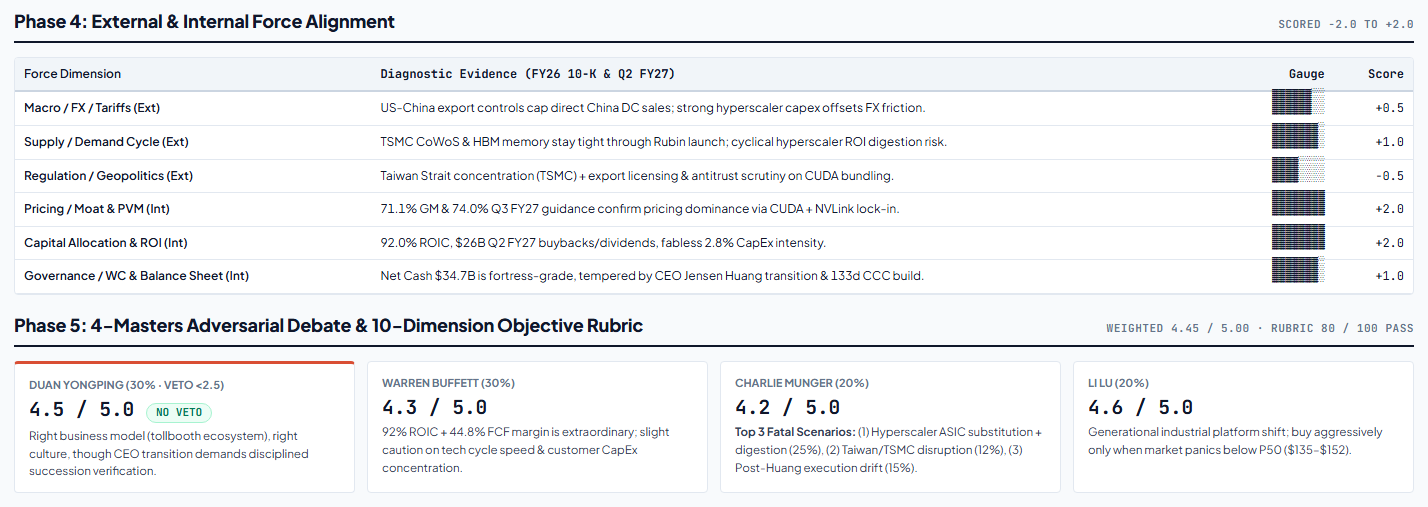 Phase 4: External & Internal Force Alignment
SCORED -2.0 TO +2.0
Force Dimension Diagnostic Evidence (FY26 10-K & Q2 FY27) Gauge Score
Macro / FX / Tariffs (Ext) US-China export controls cap direct China DC sales; strong hyperscaler capex offsets FX friction. +0.5
Supply / Demand Cycle (Ext) TSMC CoWoS & HBM memory stay tight through Rubin launch; cyclical hyperscaler ROI digestion risk. +1.0
Regulation / Geopolitics (Ext) Taiwan Strait concentration (TSMC) + export licensing & antitrust scrutiny on CUDA bundling. -0.5
Pricing / Moat & PVM (Int) 71.1% GM & 74.0% Q3 FY27 guidance confirm pricing dominance via CUDA + NVLink lock-in. +2.0
Capital Allocation & ROI (Int) 92.0% ROIC, $26B Q2 FY27 buybacks/dividends, fabless 2.8% CapEx intensity. +2.0
Governance / WC & Balance Sheet (Int) Net Cash $34.7B is fortress-grade, tempered by CEO Jensen Huang transition & 133d CCC build. +1.0
Phase 5: 4-Masters Adversarial Debate & 10-Dimension Objective Rubric
WEIGHTED 4.45 / 5.00 · RUBRIC 80 / 100 PASS
DUAN YONGPING (30% · VETO <2.5)
4.5 / 5.0 NO VETO
Right business model (tollbooth ecosystem), right
culture, though CEO transition demands disciplined
succession verification.
WARREN BUFFETT (30%)
4.3 / 5.0
92% ROIC + 44.8% FCF margin is extraordinary; slight
caution on tech cycle speed & customer CapEx
concentration.
CHARLIE MUNGER (20%)
4.2 / 5.0
Top 3 Fatal Scenarios: (1) Hyperscaler ASIC substitution +
digestion (25%), (2) Taiwan/TSMC disruption (12%), (3)
Post-Huang execution drift (15%).
LI LU (20%)
4.6 / 5.0
Generational industrial platform shift; buy aggressively
only when market panics below P50 ($135–$152).